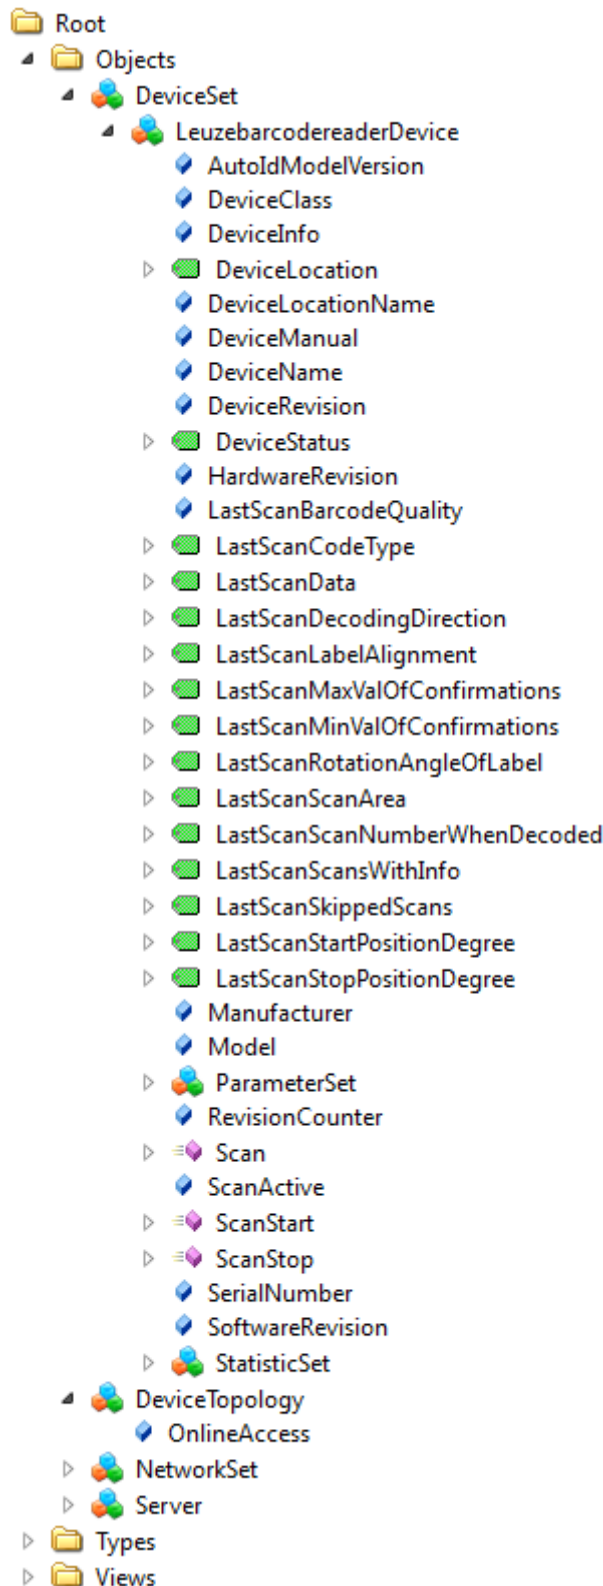 Root
Objects
DeviceSet
LeuzebarcodereaderDevice
AutoIdModelVersion
DeviceClass
DeviceInfo
DeviceLocation
DeviceLocationName
DeviceManual
DeviceName
DeviceRevision
DeviceStatus
HardwareRevision
LastScanBarcodeQuality
LastScanCodeType
LastScanData
LastScanDecodingDirection
LastScanLabelAlignment
LastScanMaxValOfConfirmations
LastScanMinValOfConfirmations
LastScanRotationAngleOfLabel
LastScanScanArea
LastScanScanNumberWhenDecoded
LastScanScansWithInfo
LastScanSkippedScans
LastScanStartPositionDegree
LastScanStopPositionDegree
Manufacturer
Model
ParameterSet
RevisionCounter
Scan
ScanActive
ScanStart
ScanStop
SerialNumber
SoftwareRevision
StatisticSet
DeviceTopology
OnlineAccess
NetworkSet
Server
Types
Views